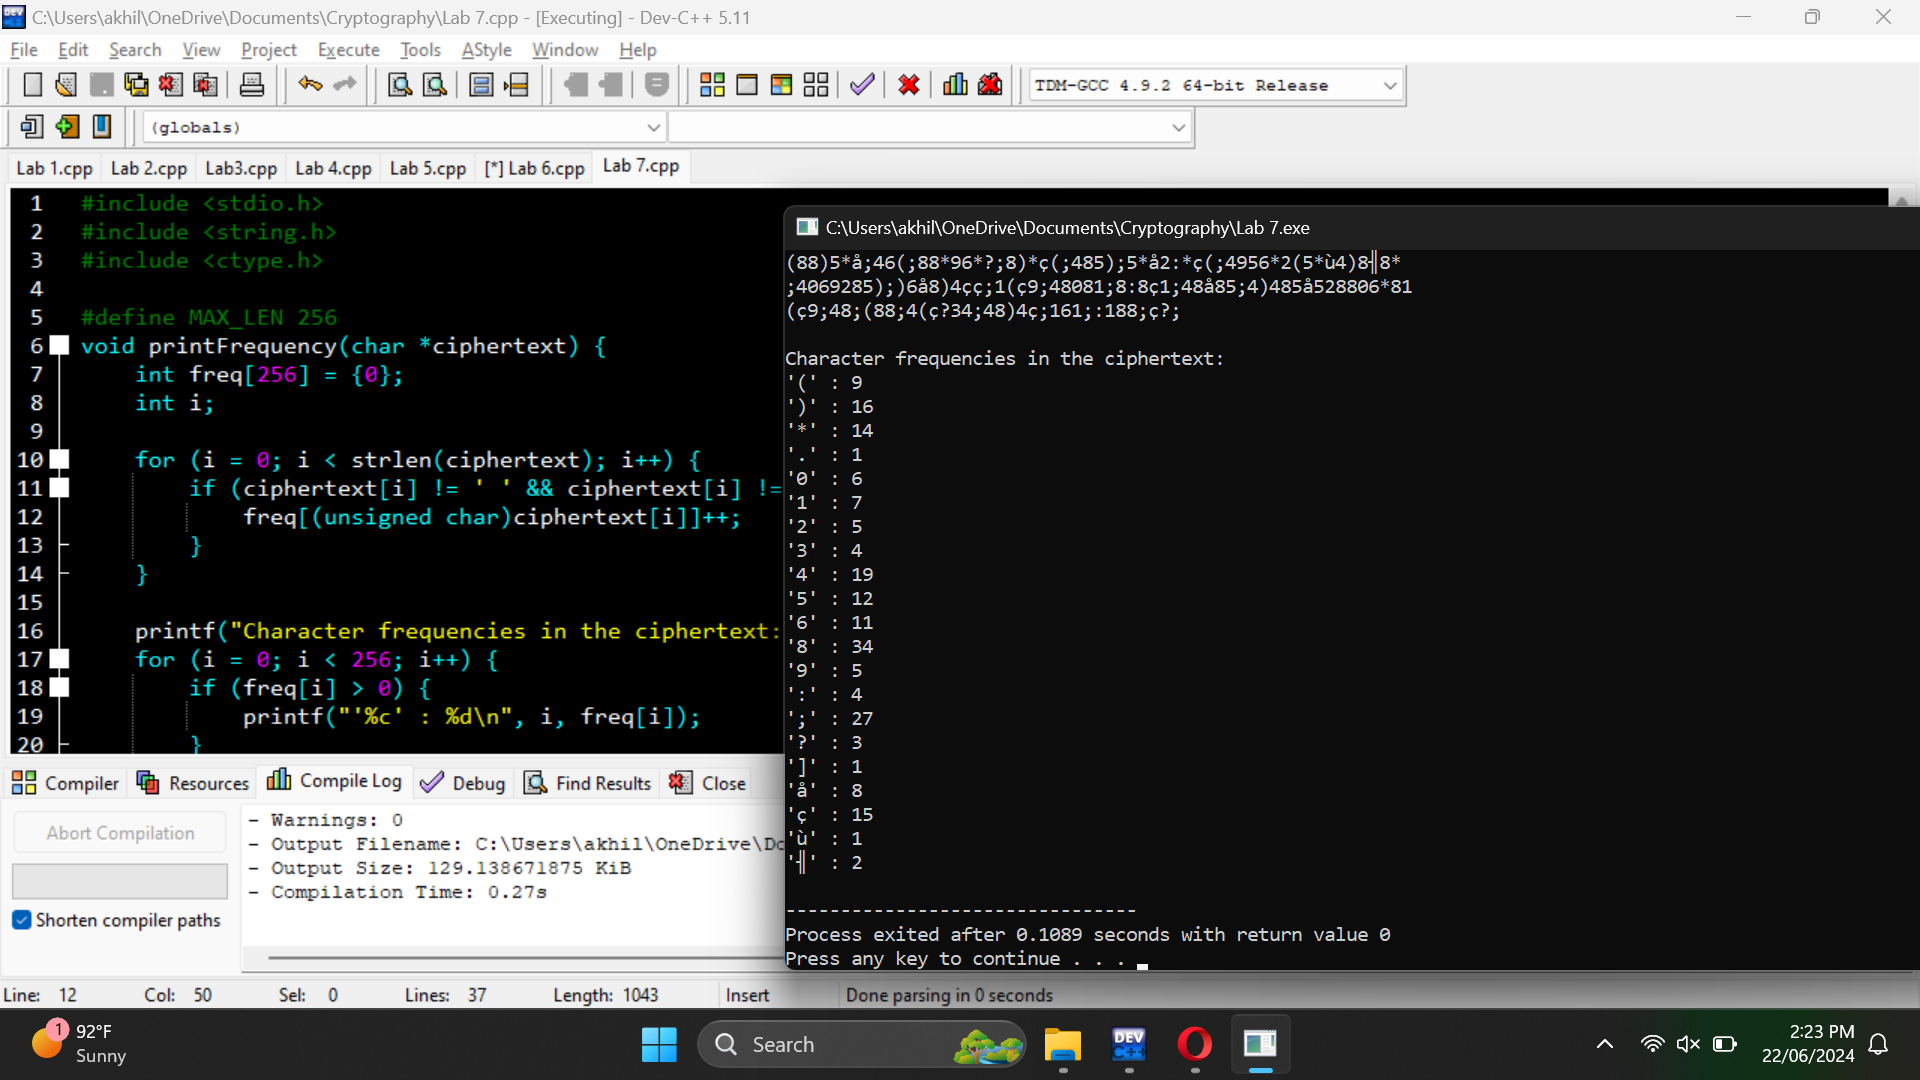 C:\Users\akhil\OneDrive\Documents\Cryptography\Lab 7.cpp - [Executing] - Dev-C++ 5.11
File Edit Search View Project Execute Tools AStyle Window Help
TDM-GCC 4.9.2 64-bit Release
(globals)
Lab 1.cpp Lab 2.cpp Lab3.cpp Lab 4.cpp Lab 5.cpp [*] Lab 6.cpp Lab 7.cpp
1 #include <stdio.h>
2 #include <string.h>
3 #include <ctype.h>
4
5 #define MAX_LEN 256
6 void printFrequency(char *ciphertext) {
7 int freq[256] = {0};
8 int i;
9
10 for (i = 0; i < strlen(ciphertext); i++) {
11 if (ciphertext[i] != ' ' && ciphertext[i] !=
12 freq[(unsigned char)ciphertext[i]]++;
13 }
14 }
15
16 printf("Character frequencies in the ciphertext:
17 for (i = 0; i < 256; i++) {
18 if (freq[i] > 0) {
19 printf("'%c' : %d\n", i, freq[i]);
20 }
C:\Users\akhil\OneDrive\Documents\Cryptography\Lab 7.exe
(88)5*å;46(;88*96*?;8)*ç(;485);5*å2:*ç(;4956*2(5*ù4)8╢8*
;4069285);)6å8)4çç;1(ç9;48081;8:8ç1;48å85;4)485å528806*81
(ç9;48;(88;4(ç?34;48)4ç;161;:188;ç?;
Character frequencies in the ciphertext:
'(' : 9
')' : 16
'*' : 14
'.' : 1
'0' : 6
'1' : 7
'2' : 5
'3' : 4
'4' : 19
'5' : 12
'6' : 11
'8' : 34
'9' : 5
':' : 4
';' : 27
'?' : 3
']' : 1
'å' : 8
'ç' : 15
'ù' : 1
'╢' : 2
--------------------------------
Process exited after 0.1089 seconds with return value 0
Press any key to continue . . .
Compiler Resources Compile Log Debug Find Results Close
Abort Compilation
Shorten compiler paths
- Warnings: 0
- Output Filename: C:\Users\akhil\OneDrive\Do
- Output Size: 129.138671875 KiB
- Compilation Time: 0.27s
Line: 12 Col: 50 Sel: 0 Lines: 37 Length: 1043 Insert Done parsing in 0 seconds
1
92°F
Sunny
Search
DEV
C++
2:23 PM
22/06/2024